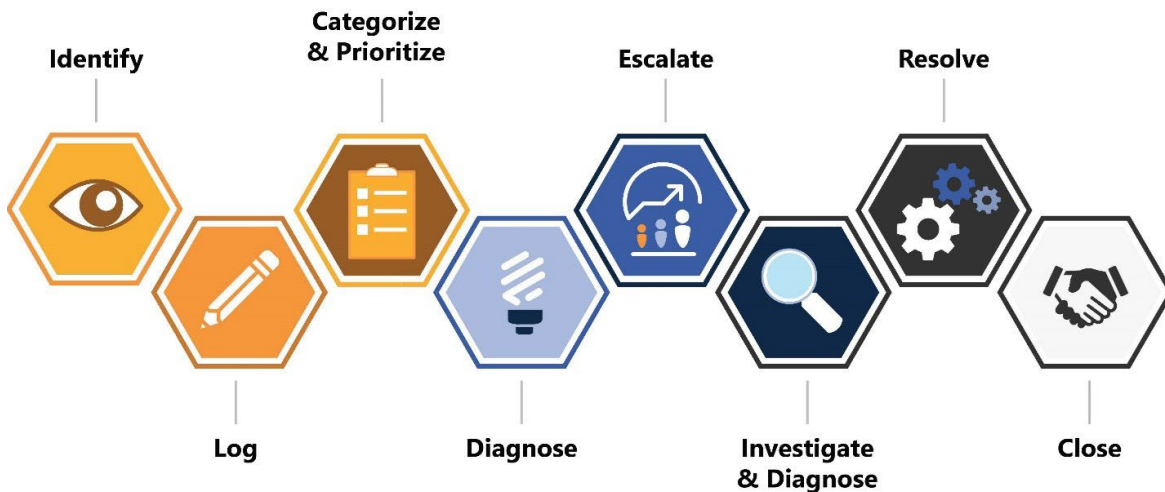 Identify
Log
Categorize
& Prioritize
Diagnose
Escalate
Investigate
& Diagnose
Resolve
Close